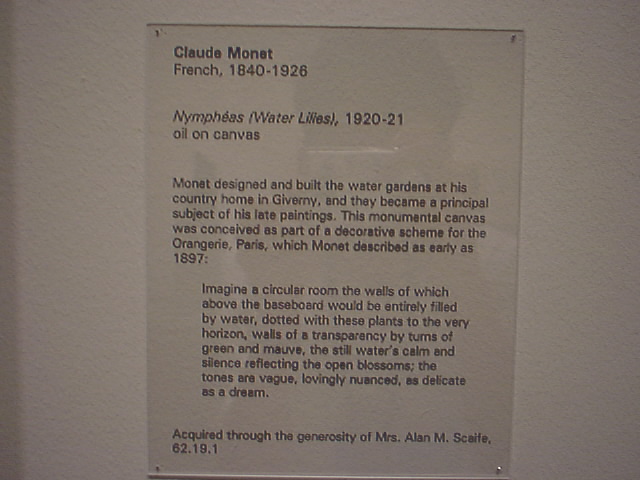 Claude Monet
French, 1840-1926
Nymphéas (Water Lilies), 1920-21
oil on canvas
Monet designed and built the water gardens at his
country home in Giverny, and they became a principal
subject of his late paintings. This monumental canvas
was conceived as part of a decorative scheme for the
Orangerie, Paris, which Monet described as early as
1897:
Imagine a circular room the walls of which
above the baseboard would be entirely filled
by water, dotted with these plants to the very
horizon, walls of a transparency by turns of
green and mauve, the still water's calm and
silence reflecting the open blossoms; the
tones are vague, lovingly nuanced, as delicate
as a dream.
Acquired through the generosity of Mrs. Alan M. Scaife,
62.19.1